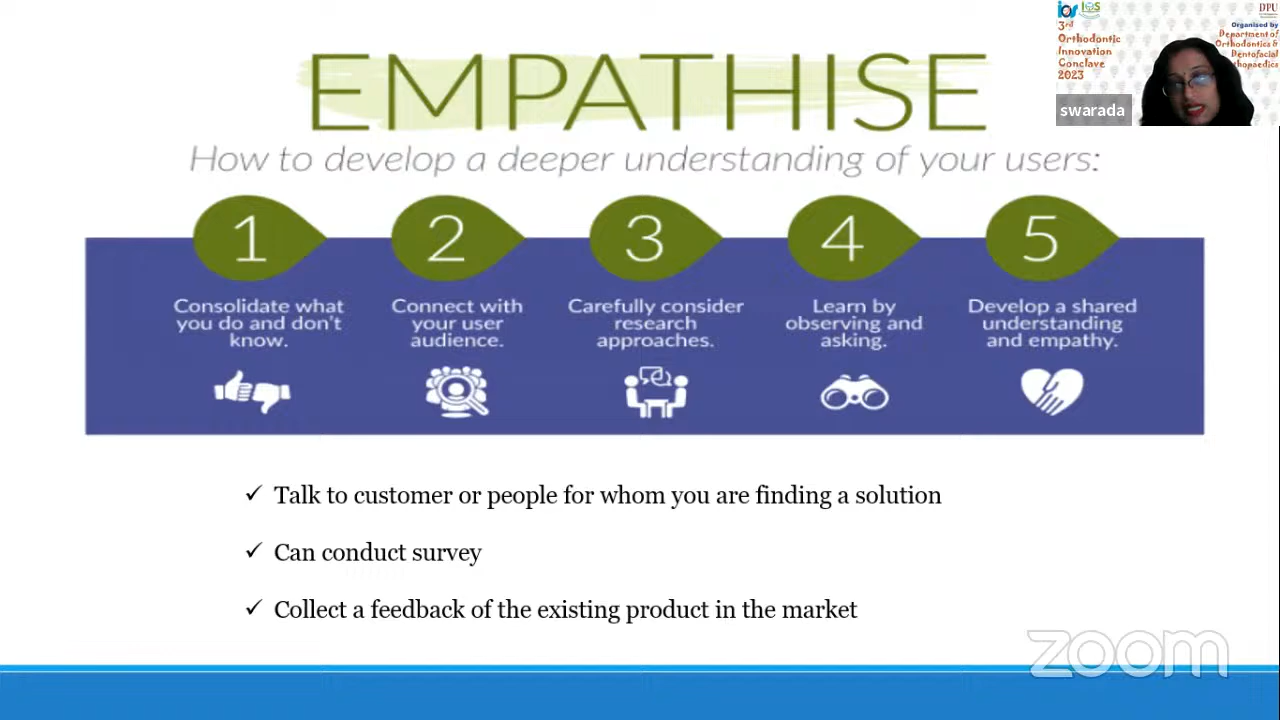 EMPATHISE
How to develop a deeper understanding of your users:
1
Consolidate what
you do and don't
know.
2
Connect with
your user
audience.
3
Carefully consider
research
approaches.
4
Learn by
observing and
asking.
5
Develop a shared
understanding
and empathy.
✓ Talk to customer or people for whom you are finding a solution
✓ Can conduct survey
✓ Collect a feedback of the existing product in the market
zoom
ios
IOS
3rd
Orthodontic
Innovation
Conclave
2023
DPU
Organised by
Department of
Orthodontics &
Dentofacial
swarada